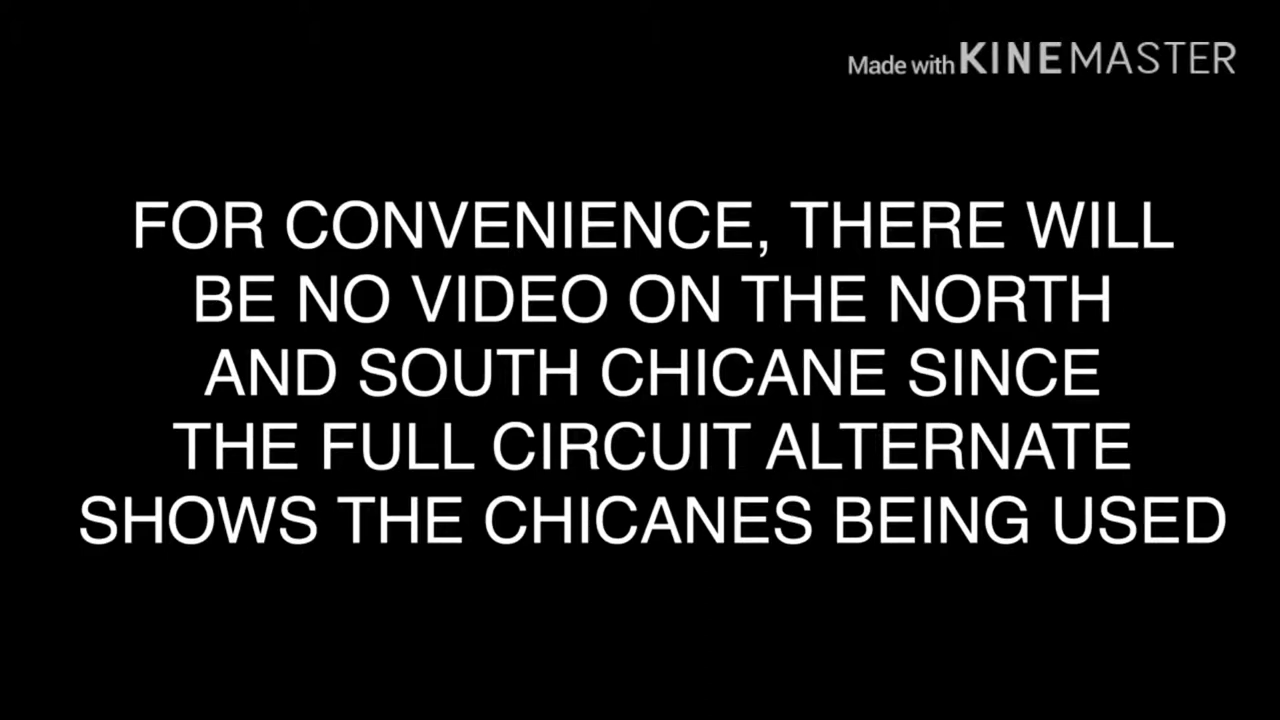 Made with KINEMASTER
FOR CONVENIENCE, THERE WILL
BE NO VIDEO ON THE NORTH
AND SOUTH CHICANE SINCE
THE FULL CIRCUIT ALTERNATE
SHOWS THE CHICANES BEING USED